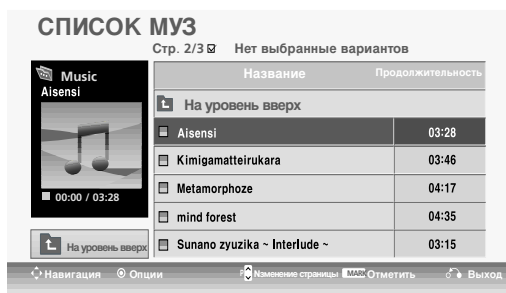 СПИСОК МУЗ
Стр. 2/3 Нет выбранные вариантов
Music
Aisensi
00:00 / 03:28
На уровень вверх
Название Продолжительность
На уровень вверх
Aisensi 03:28
Kimigamatteirukara 03:46
Metamorphoze 04:17
mind forest 04:35
Sunano zyuzika ~ Interlude ~ 03:15
Навигация Опции Nзменение страницы MARK Отметить Выход